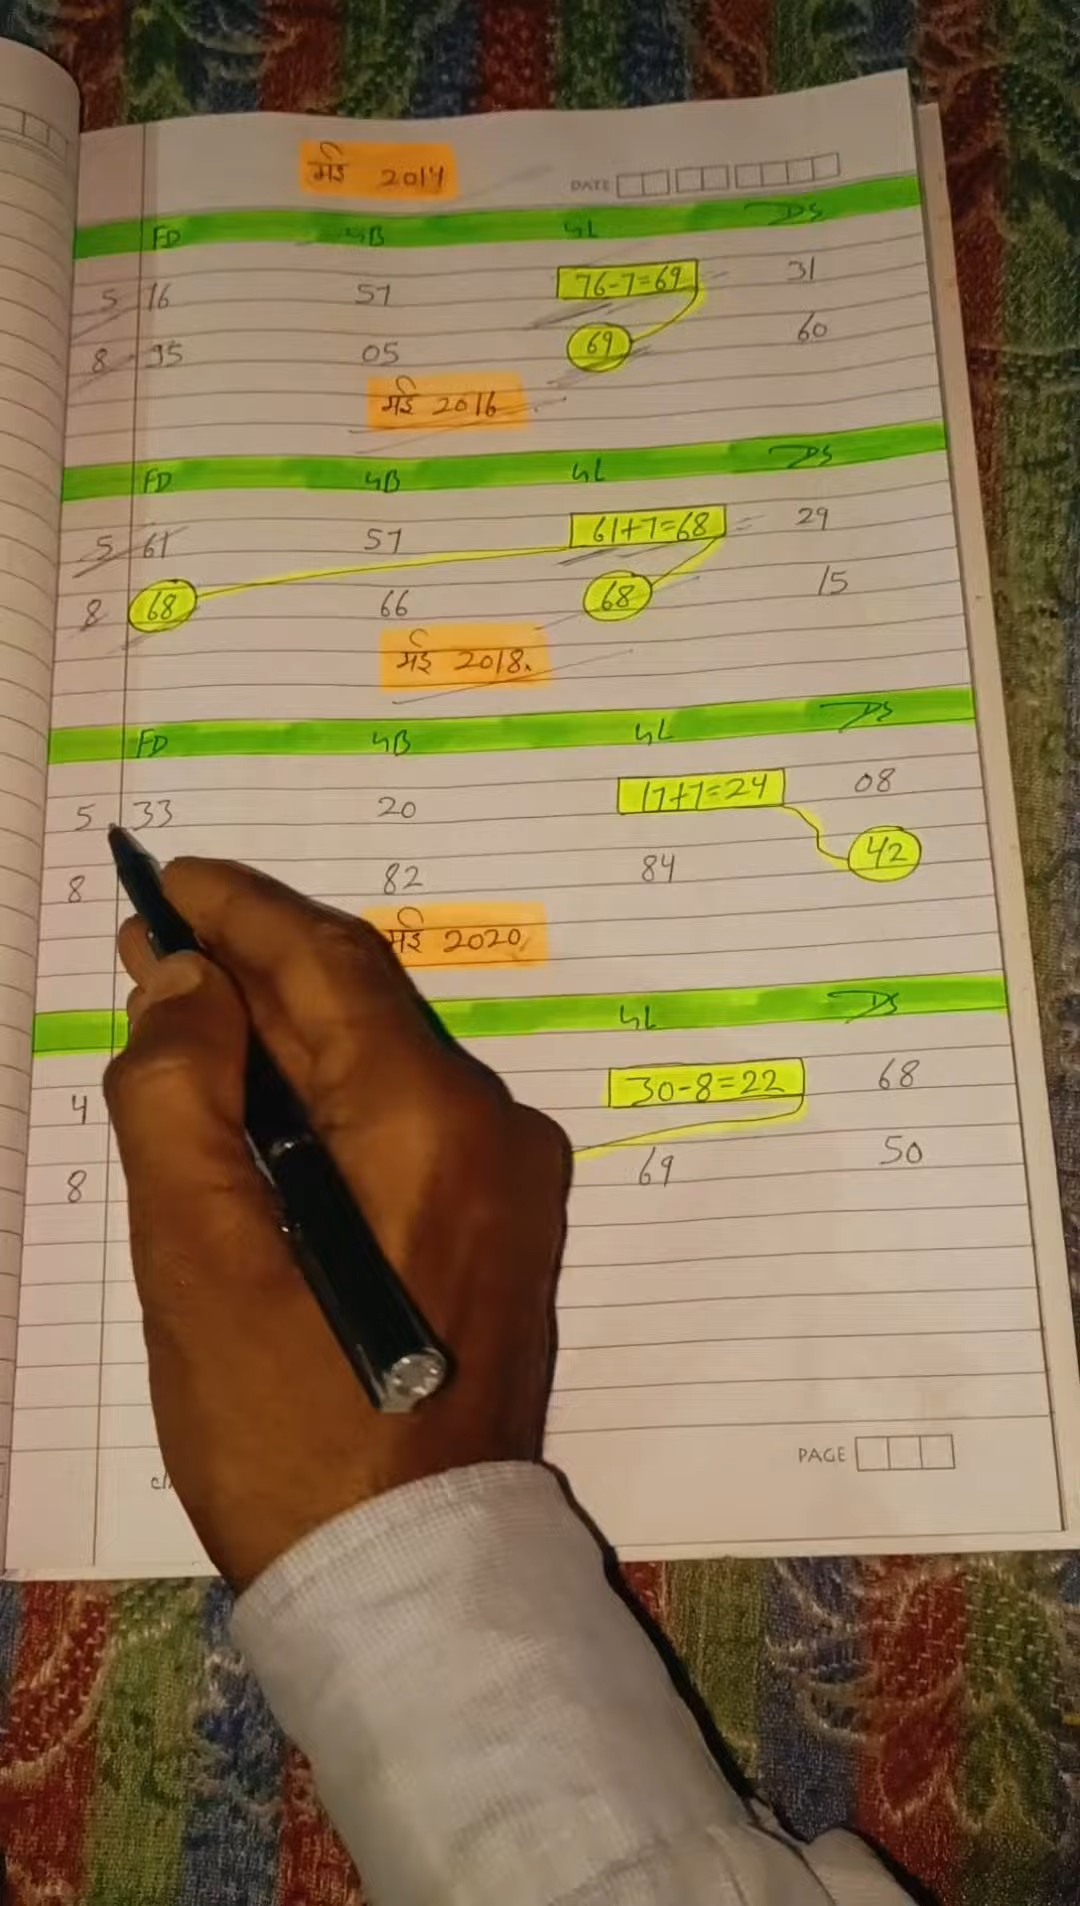 मई 2014
DATE
FD GB GL DS
5 16 57 76-7=69 31
8 95 05 69 60
मई 2016
FD GB GL DS
5 61 57 61+7=68 29
8 68 66 68 15
मई 2018.
FD GB GL DS
5 33 20 17+7=24 08
8 82 84 42
मई 2020
GL DS
4 30-8=22 68
8 69 50
PAGE